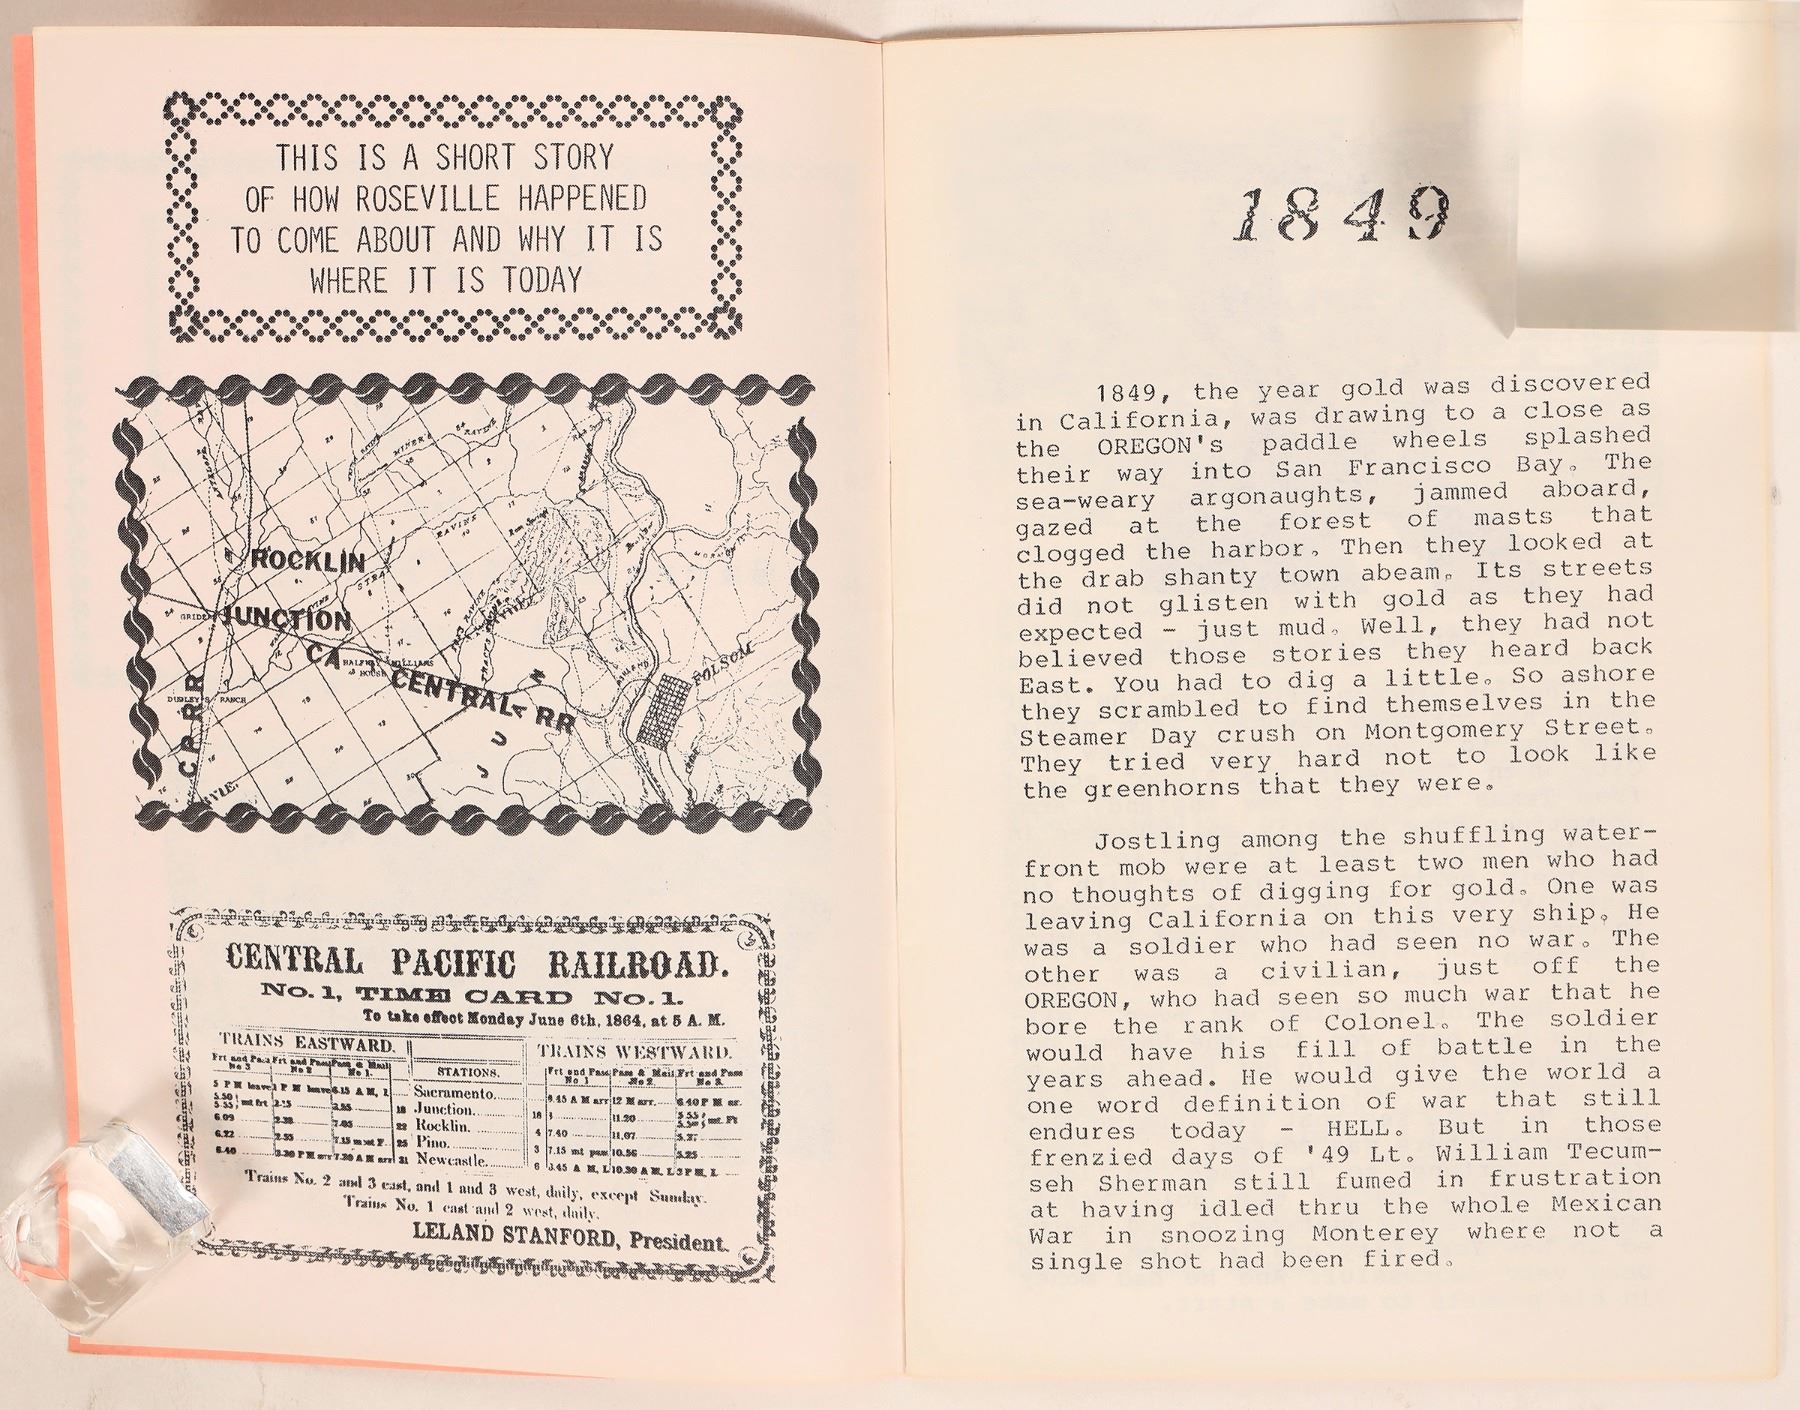 THIS IS A SHORT STORY
OF HOW ROSEVILLE HAPPENED
TO COME ABOUT AND WHY IT IS
WHERE IT IS TODAY
ROCKLIN
JUNCTION
CA
CENTRAL RR
C P R R
FOLSOM
RAVINE
HALFWAY HOUSE
WILLIAMS
DUDLEY'S RANCH
CENTRAL PACIFIC RAILROAD.
No. 1, TIME CARD No. 1.
To take effect Monday June 6th, 1864, at 5 A. M.
TRAINS EASTWARD.
TRAINS WESTWARD.
STATIONS.
Sacramento
18 Junction
22 Rocklin
25 Pino
31 Newcastle
Trains No. 2 and 3 east, and 1 and 3 west, daily, except Sunday.
Trains No. 1 east and 2 west, daily.
LELAND STANFORD, President.
1849
1849, the year gold was discovered
in California, was drawing to a close as
the OREGON's paddle wheels splashed
their way into San Francisco Bay. The
sea-weary argonaughts, jammed aboard,
gazed at the forest of masts that
clogged the harbor. Then they looked at
the drab shanty town abeam. Its streets
did not glisten with gold as they had
expected - just mud. Well, they had not
believed those stories they heard back
East. You had to dig a little. So ashore
they scrambled to find themselves in the
Steamer Day crush on Montgomery Street.
They tried very hard not to look like
the greenhorns that they were.
Jostling among the shuffling water-
front mob were at least two men who had
no thoughts of digging for gold. One was
leaving California on this very ship. He
was a soldier who had seen no war. The
other was a civilian, just off the
OREGON, who had seen so much war that he
bore the rank of Colonel. The soldier
would have his fill of battle in the
years ahead. He would give the world a
one word definition of war that still
endures today - HELL. But in those
frenzied days of '49 Lt. William Tecum-
seh Sherman still fumed in frustration
at having idled thru the whole Mexican
War in snoozing Monterey where not a
single shot had been fired.